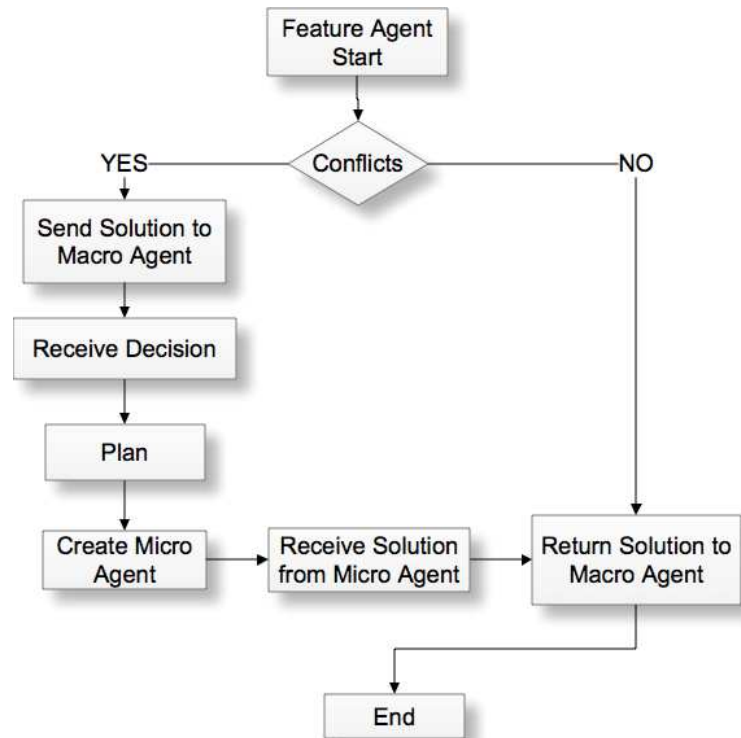 Feature Agent
Start
Conflicts
YES
NO
Send Solution to
Macro Agent
Receive Decision
Plan
Create Micro
Agent
Receive Solution
from Micro Agent
Return Solution to
Macro Agent
End